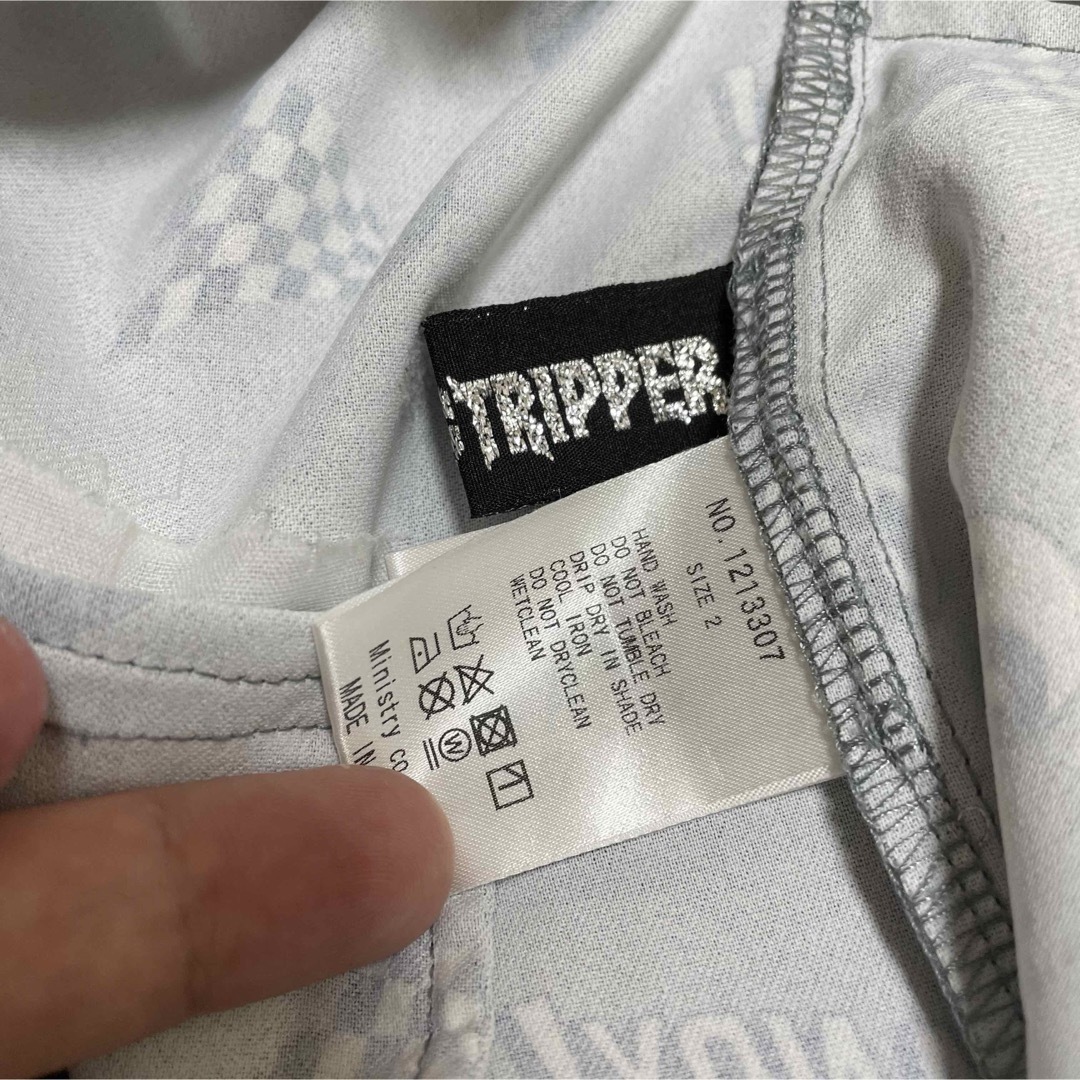 TRIPPER
NO. 1213307
SIZE 2
HAND WASH
DO NOT BLEACH
DO NOT TUMBLE DRY
DRIP DRY IN SHADE
COOL IRON
DO NOT DRYCLEAN
WETCLEAN
W
Ministry co
MADE IN